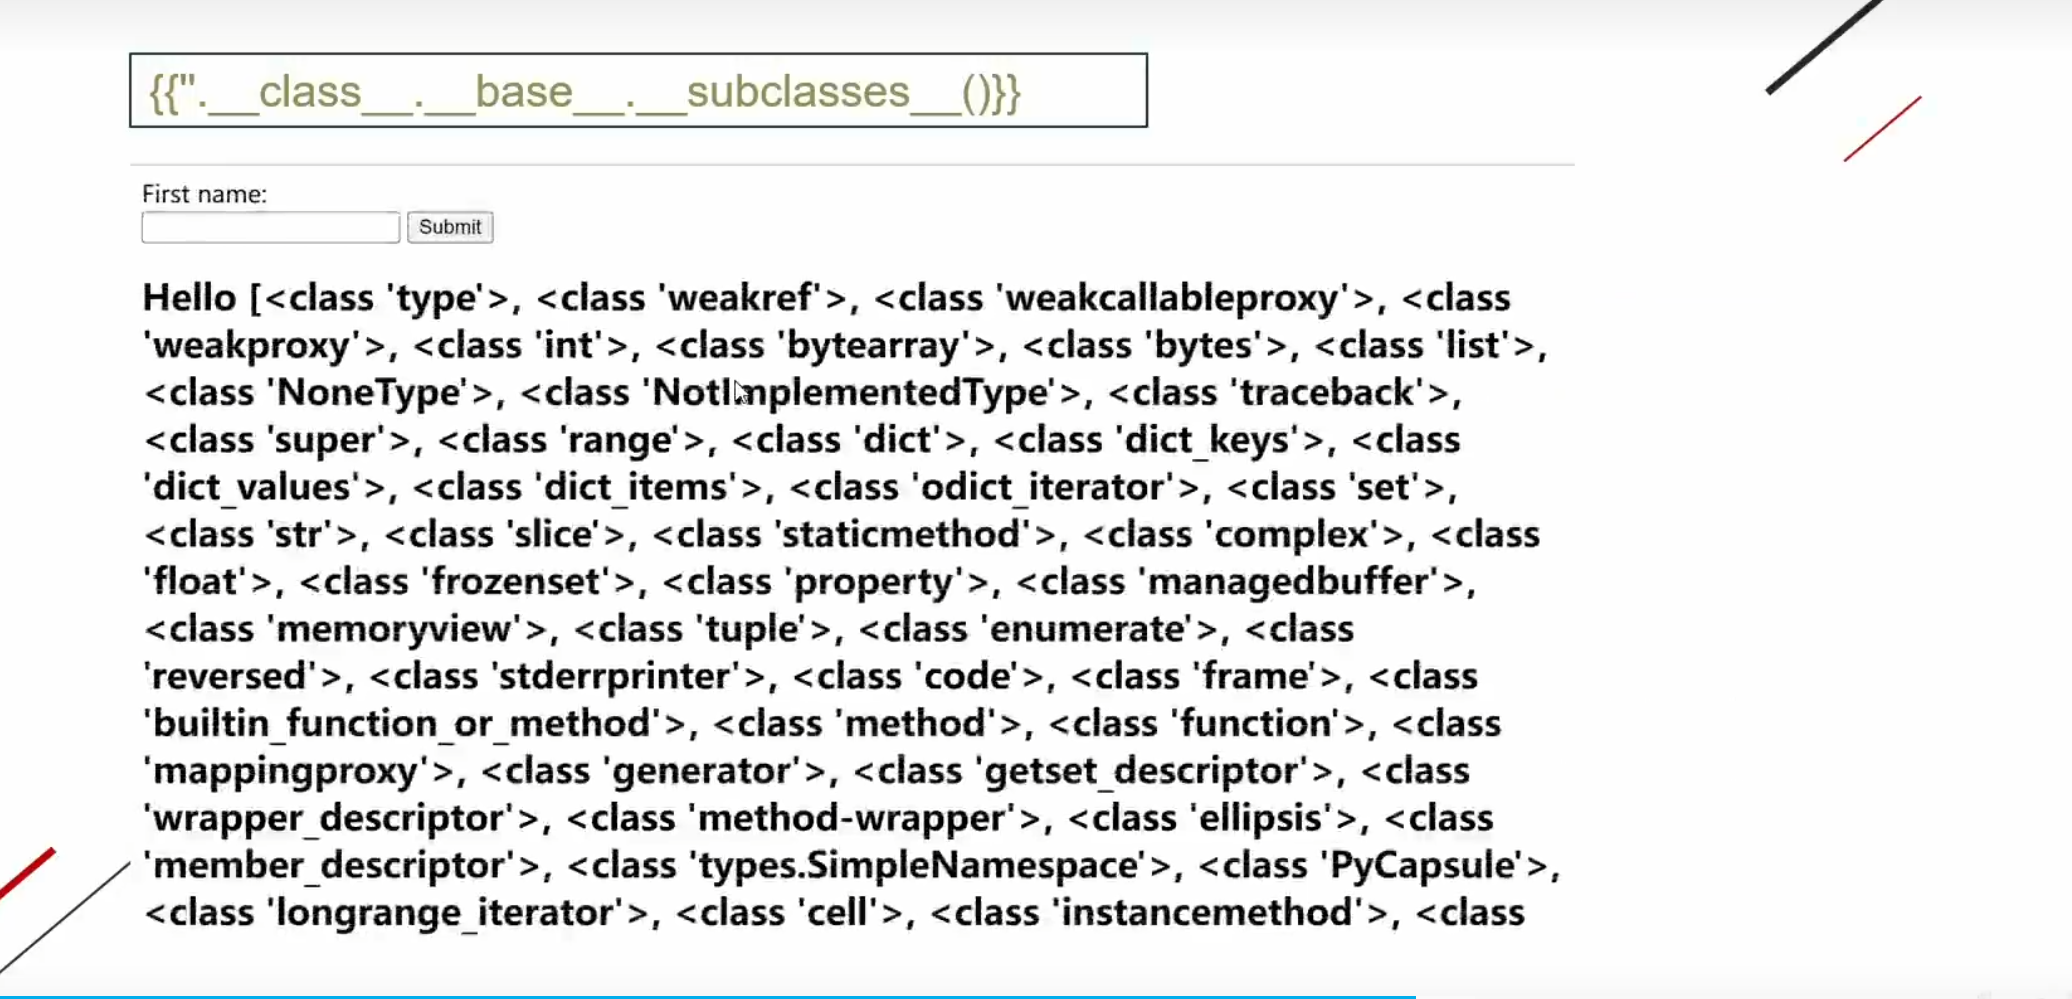 {{''.__class__.__base__.__subclasses__()}}
First name:
Submit
Hello [<class 'type'>, <class 'weakref'>, <class 'weakcallableproxy'>, <class
'weakproxy'>, <class 'int'>, <class 'bytearray'>, <class 'bytes'>, <class 'list'>,
<class 'NoneType'>, <class 'NotImplementedType'>, <class 'traceback'>,
<class 'super'>, <class 'range'>, <class 'dict'>, <class 'dict_keys'>, <class
'dict_values'>, <class 'dict_items'>, <class 'odict_iterator'>, <class 'set'>,
<class 'str'>, <class 'slice'>, <class 'staticmethod'>, <class 'complex'>, <class
'float'>, <class 'frozenset'>, <class 'property'>, <class 'managedbuffer'>,
<class 'memoryview'>, <class 'tuple'>, <class 'enumerate'>, <class
'reversed'>, <class 'stderrprinter'>, <class 'code'>, <class 'frame'>, <class
'builtin_function_or_method'>, <class 'method'>, <class 'function'>, <class
'mappingproxy'>, <class 'generator'>, <class 'getset_descriptor'>, <class
'wrapper_descriptor'>, <class 'method-wrapper'>, <class 'ellipsis'>, <class
'member_descriptor'>, <class 'types.SimpleNamespace'>, <class 'PyCapsule'>,
<class 'longrange_iterator'>, <class 'cell'>, <class 'instancemethod'>, <class